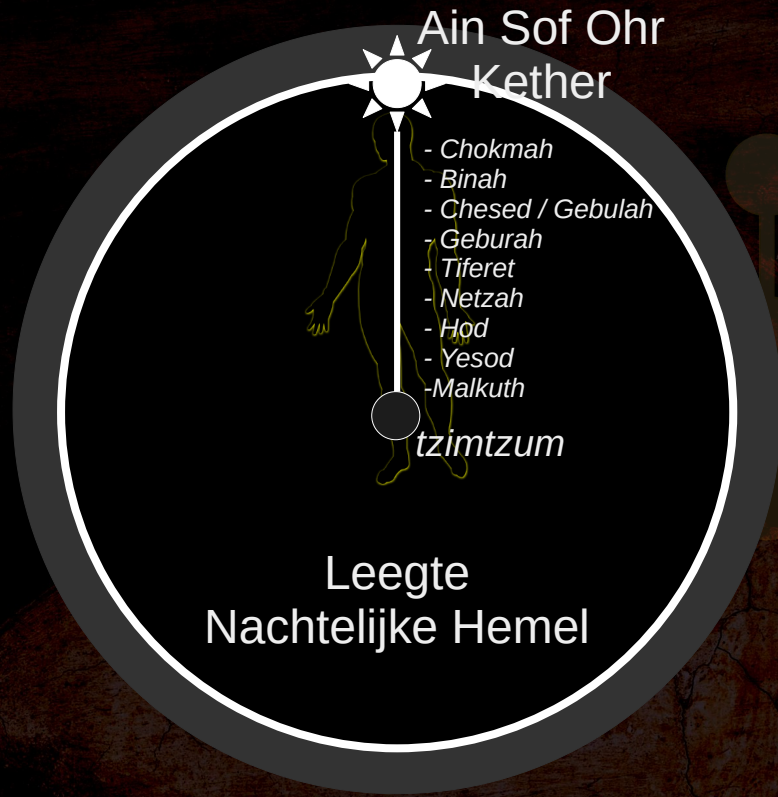 Ain Sof Ohr
Kether
- Chokmah
- Binah
- Chesed / Gebulah
- Geburah
- Tiferet
- Netzah
- Hod
- Yesod
-Malkuth
tzimtzum
Leegte
Nachtelijke Hemel